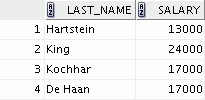 LAST_NAME SALARY
1 Hartstein 13000
2 King 24000
3 Kochhar 17000
4 De Haan 17000